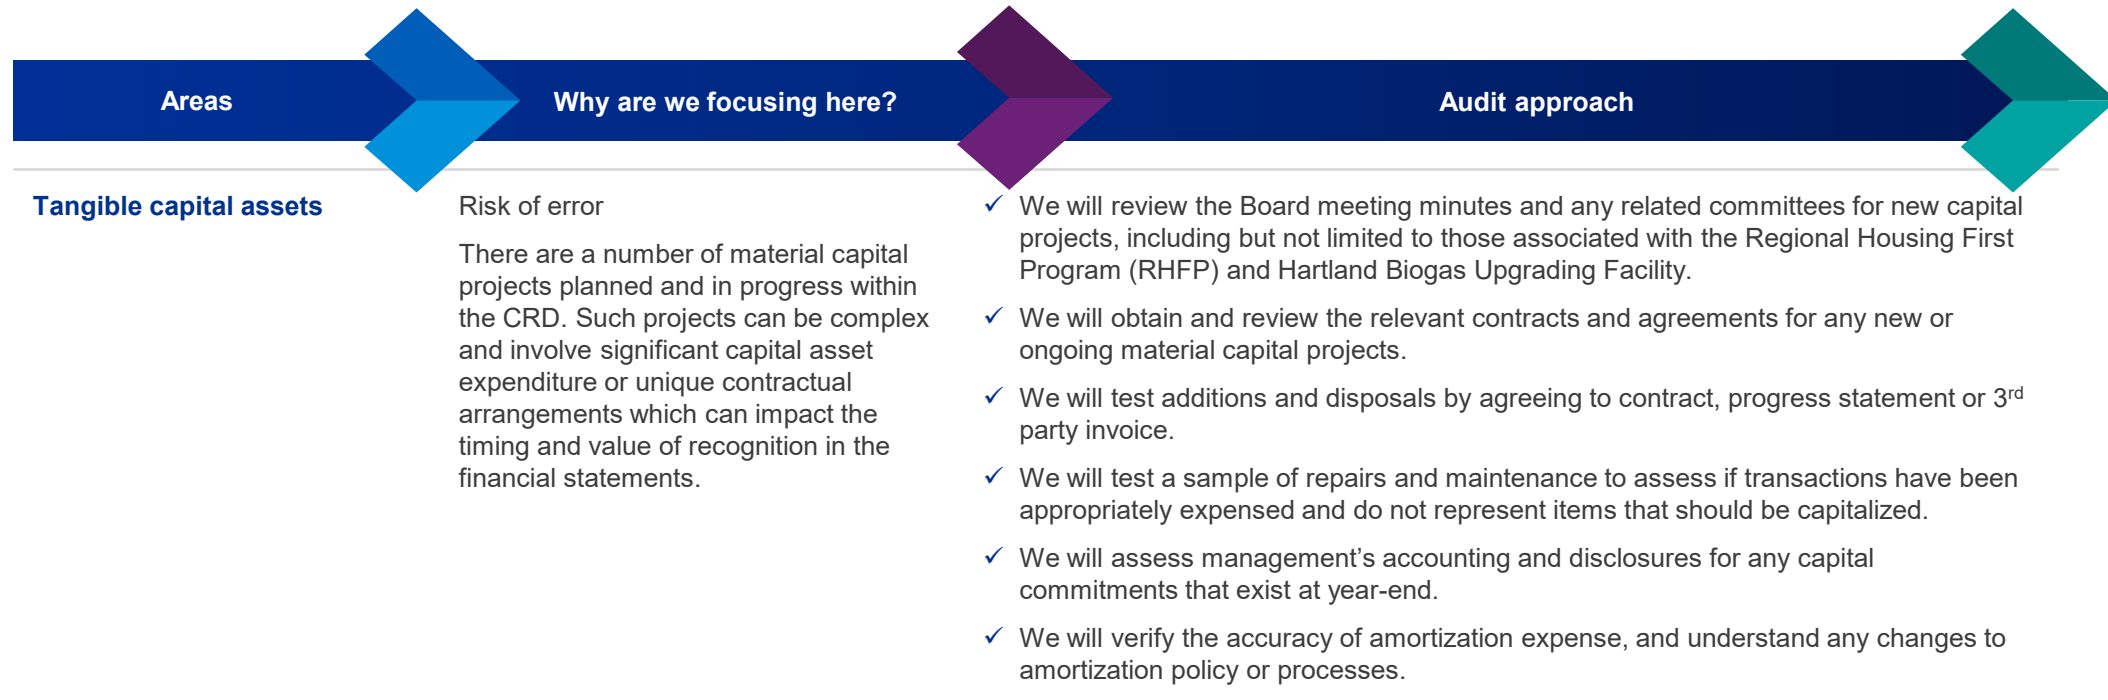 Areas
Why are we focusing here?
Audit approach
Tangible capital assets
Risk of error
There are a number of material capital
projects planned and in progress within
the CRD. Such projects can be complex
and involve significant capital asset
expenditure or unique contractual
arrangements which can impact the
timing and value of recognition in the
financial statements.
✓ We will review the Board meeting minutes and any related committees for new capital
projects, including but not limited to those associated with the Regional Housing First
Program (RHFP) and Hartland Biogas Upgrading Facility.
✓ We will obtain and review the relevant contracts and agreements for any new or
ongoing material capital projects.
✓ We will test additions and disposals by agreeing to contract, progress statement or 3rd
party invoice.
✓ We will test a sample of repairs and maintenance to assess if transactions have been
appropriately expensed and do not represent items that should be capitalized.
✓ We will assess management’s accounting and disclosures for any capital
commitments that exist at year-end.
✓ We will verify the accuracy of amortization expense, and understand any changes to
amortization policy or processes.